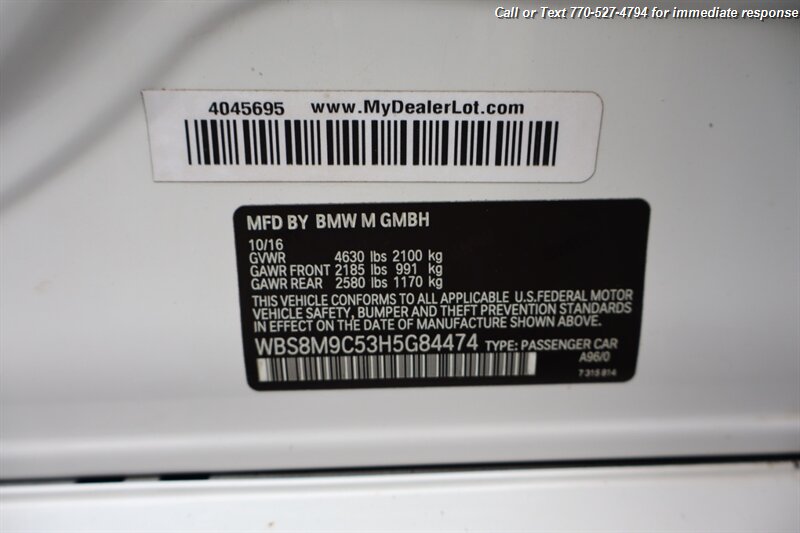 Call or Text 770-527-4794 for immediate response
4045695 www.MyDealerLot.com
MFD BY BMW M GMBH
10/16
GVWR 4630 lbs 2100 kg
GAWR FRONT 2185 lbs 991 kg
GAWR REAR 2580 lbs 1170 kg
THIS VEHICLE CONFORMS TO ALL APPLICABLE U.S.FEDERAL MOTOR
VEHICLE SAFETY, BUMPER AND THEFT PREVENTION STANDARDS
IN EFFECT ON THE DATE OF MANUFACTURE SHOWN ABOVE.
WBS8M9C53H5G84474 TYPE: PASSENGER CAR
A96/0
7315814